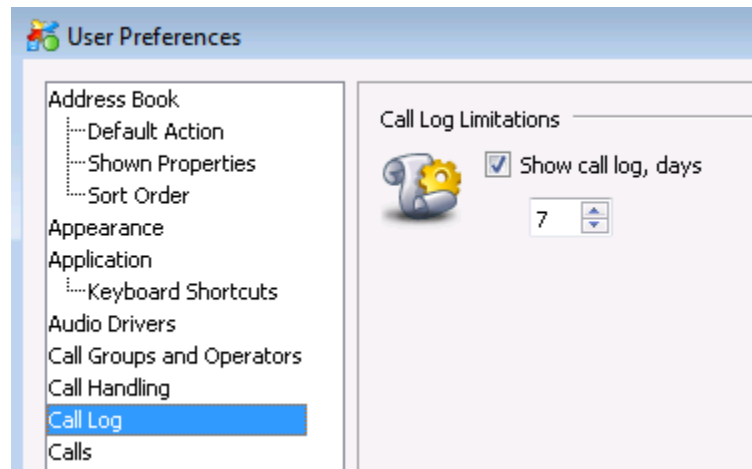 User Preferences
Address Book
Default Action
Shown Properties
Sort Order
Appearance
Application
Keyboard Shortcuts
Audio Drivers
Call Groups and Operators
Call Handling
Call Log
Calls
Call Log Limitations
Show call log, days
7